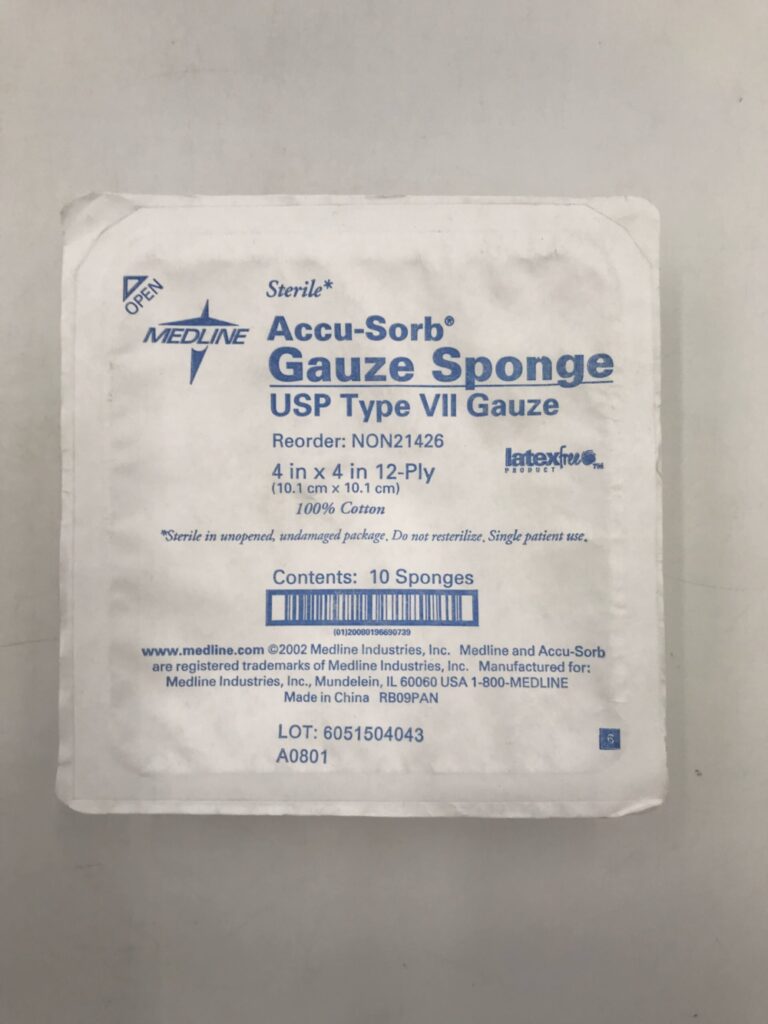 OPEN
MEDLINE
Sterile*
Accu-Sorb®
Gauze Sponge
USP Type VII Gauze
Reorder: NON21426
latexfree™
PRODUCT
4 in x 4 in 12-Ply
(10.1 cm x 10.1 cm)
100% Cotton
*Sterile in unopened, undamaged package. Do not resterilize. Single patient use.
Contents: 10 Sponges
(01)20080196690739
www.medline.com ©2002 Medline Industries, Inc. Medline and Accu-Sorb
are registered trademarks of Medline Industries, Inc. Manufactured for:
Medline Industries, Inc., Mundelein, IL 60060 USA 1-800-MEDLINE
Made in China RB09PAN
LOT: 6051504043
A0801
6